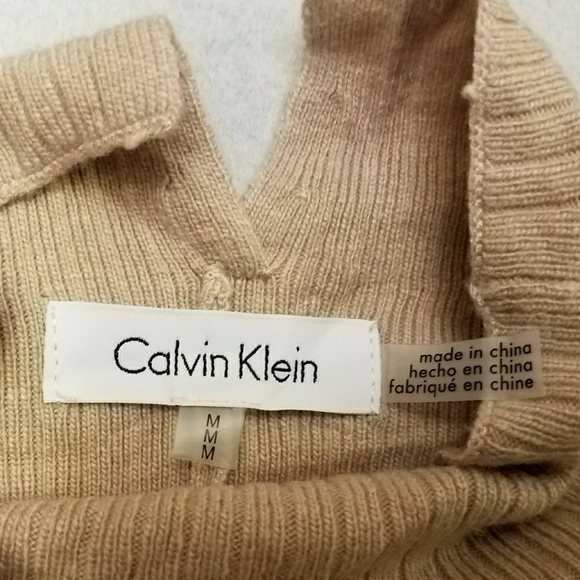 Calvin Klein
made in china
hecho en china
fabriqué en chine
M
M
M